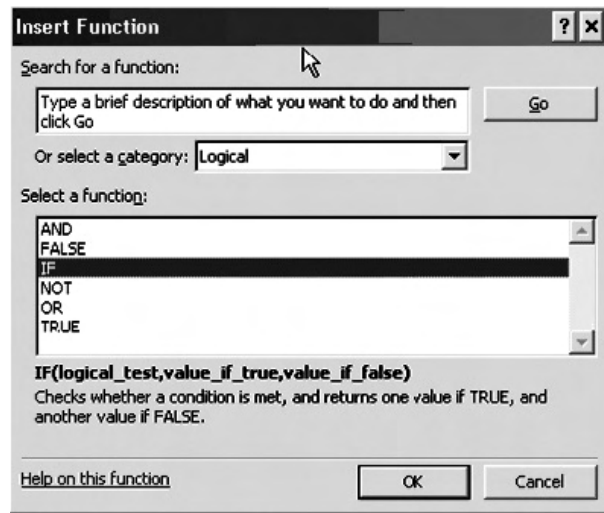 Insert Function
? ×
Search for a function:
Type a brief description of what you want to do and then
click Go
Go
Or select a category: Logical
Select a function:
AND
FALSE
IF
NOT
OR
TRUE
IF(logical_test,value_if_true,value_if_false)
Checks whether a condition is met, and returns one value if TRUE, and
another value if FALSE.
Help on this function
OK
Cancel